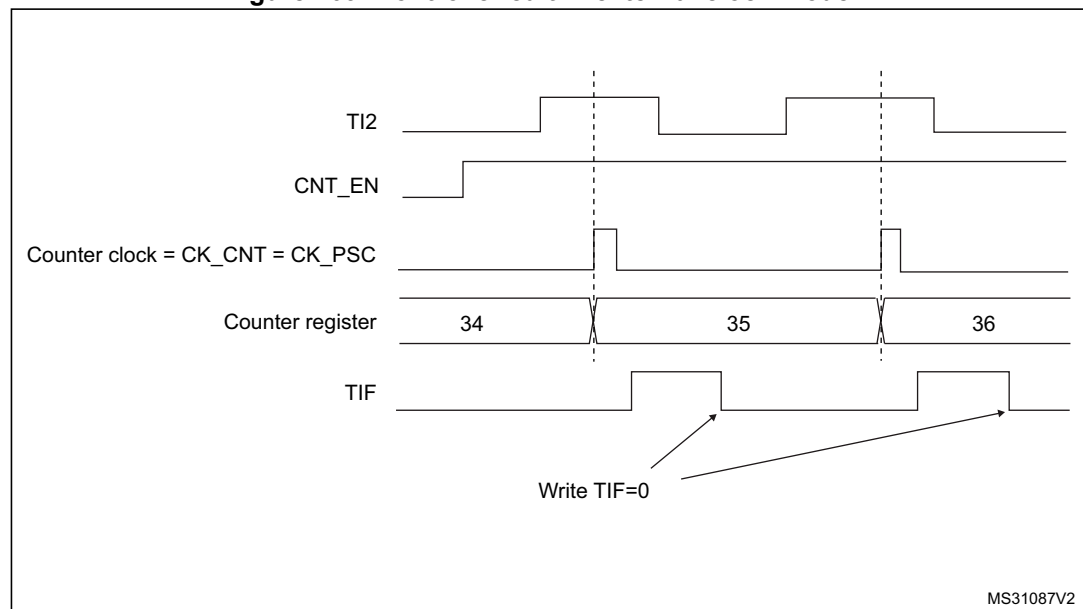 TI2
CNT_EN
Counter clock = CK_CNT = CK_PSC
Counter register
34
35
36
TIF
Write TIF=0
MS31087V2